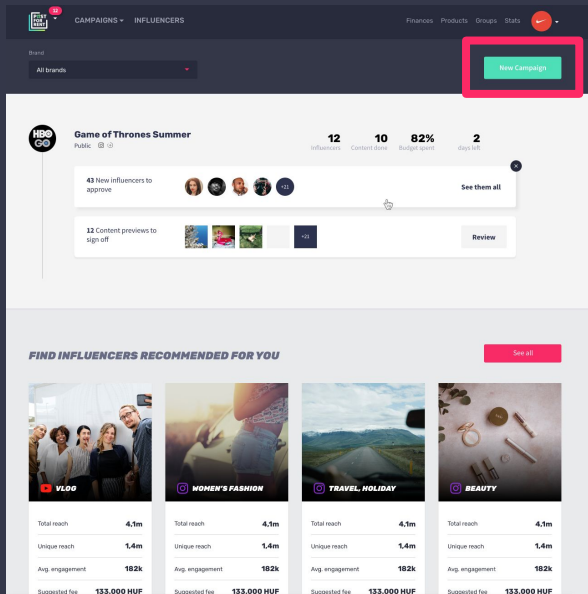 POST
FOR
RENT
12
CAMPAIGNS
INFLUENCERS
Finances
Products
Groups
Stats
Brand
All brands
New Campaign
HBO
GO
Game of Thrones Summer
Public
12
Influencers
10
Content done
82%
Budget spent
2
days left
43 New influencers to
approve
+21
See them all
12 Content previews to
sign off
+21
Review
FIND INFLUENCERS RECOMMENDED FOR YOU
See all
VLOG
Total reach 4,1m
Unique reach 1,4m
Avg. engagement 182k
Suggested fee 133.000 HUF
WOMEN'S FASHION
Total reach 4,1m
Unique reach 1,4m
Avg. engagement 182k
Suggested fee 133.000 HUF
TRAVEL, HOLIDAY
Total reach 4,1m
Unique reach 1,4m
Avg. engagement 182k
Suggested fee 133.000 HUF
BEAUTY
Total reach 4,1m
Unique reach 1,4m
Avg. engagement 182k
Suggested fee 133.000 HUF